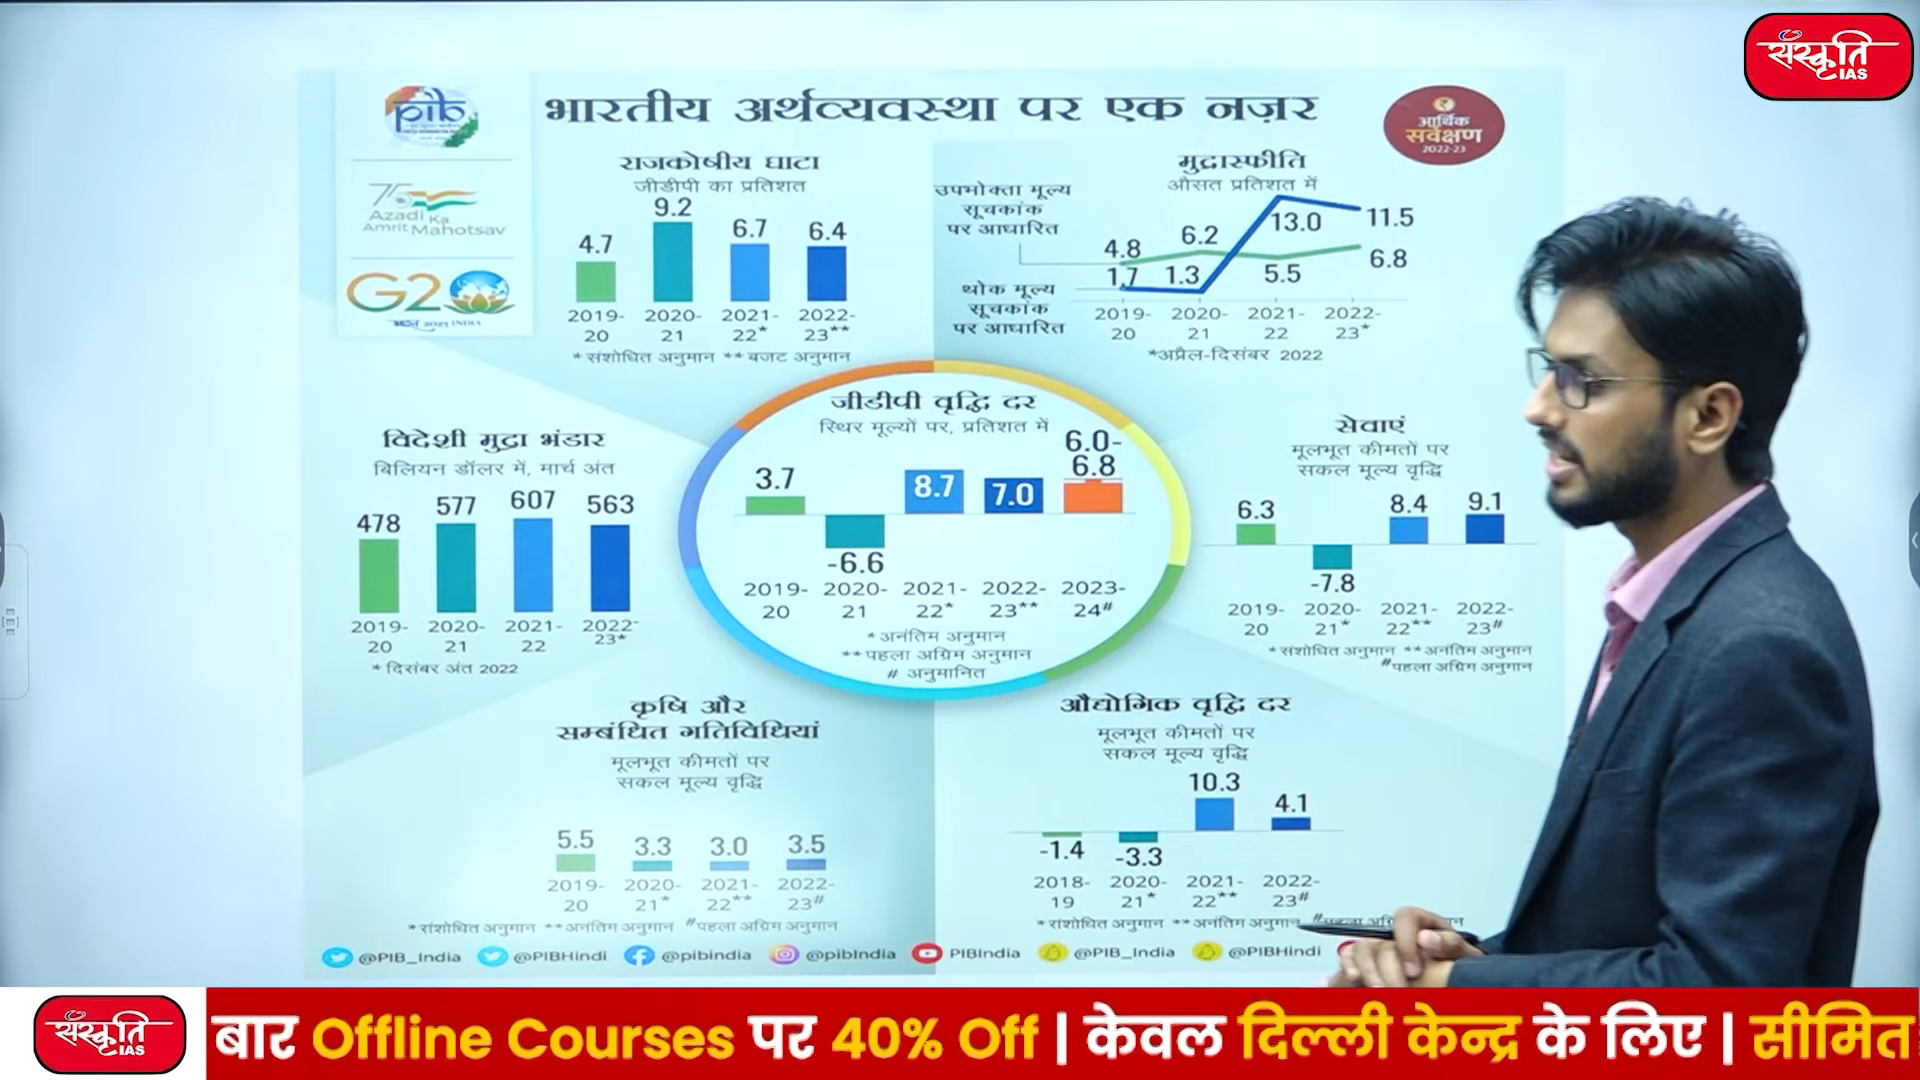 संस्कृति
IAS
pib
भारतीय अर्थव्यवस्था पर एक नज़र
आर्थिक
सर्वेक्षण
2022-23
75
Azadi Ka
Amrit Mahotsav
G20
भारत 2023 INDIA
राजकोषीय घाटा
जीडीपी का प्रतिशत
4.7 9.2 6.7 6.4
2019-20 2020-21 2021-22* 2022-23**
* संशोधित अनुमान ** बजट अनुमान
मुद्रास्फीति
औसत प्रतिशत में
उपभोक्ता मूल्य
सूचकांक
पर आधारित
4.8 6.2 5.5 6.8
थोक मूल्य
सूचकांक
पर आधारित
1.7 1.3 13.0 11.5
2019-20 2020-21 2021-22 2022-23*
*अप्रैल-दिसंबर 2022
विदेशी मुद्रा भंडार
बिलियन डॉलर में, मार्च अंत
478 577 607 563
2019-20 2020-21 2021-22 2022-23*
* दिसंबर अंत 2022
जीडीपी वृद्धि दर
स्थिर मूल्यों पर, प्रतिशत में
3.7 -6.6 8.7 7.0 6.0-6.8
2019-20 2020-21 2021-22* 2022-23** 2023-24#
*अनंतिम अनुमान
**पहला अग्रिम अनुमान
# अनुमानित
सेवाएं
मूलभूत कीमतों पर
सकल मूल्य वृद्धि
6.3 -7.8 8.4 9.1
2019-20 2020-21* 2021-22** 2022-23#
*संशोधित अनुमान **अनंतिम अनुमान
#पहला अग्रिम अनुमान
कृषि और
सम्बंधित गतिविधियां
मूलभूत कीमतों पर
सकल मूल्य वृद्धि
5.5 3.3 3.0 3.5
2019-20 2020-21* 2021-22** 2022-23#
*संशोधित अनुमान **अनंतिम अनुमान #पहला अग्रिम अनुमान
औद्योगिक वृद्धि दर
मूलभूत कीमतों पर
सकल मूल्य वृद्धि
-1.4 -3.3 10.3 4.1
2018-19 2020-21* 2021-22** 2022-23#
*संशोधित अनुमान **अनंतिम अनुमान
@PIB_India @PIBHindi @pibindia @pibIndia PIBIndia @PIB_India @PIBHindi
संस्कृति
IAS
बार Offline Courses पर 40% Off | केवल दिल्ली केन्द्र के लिए | सीमित